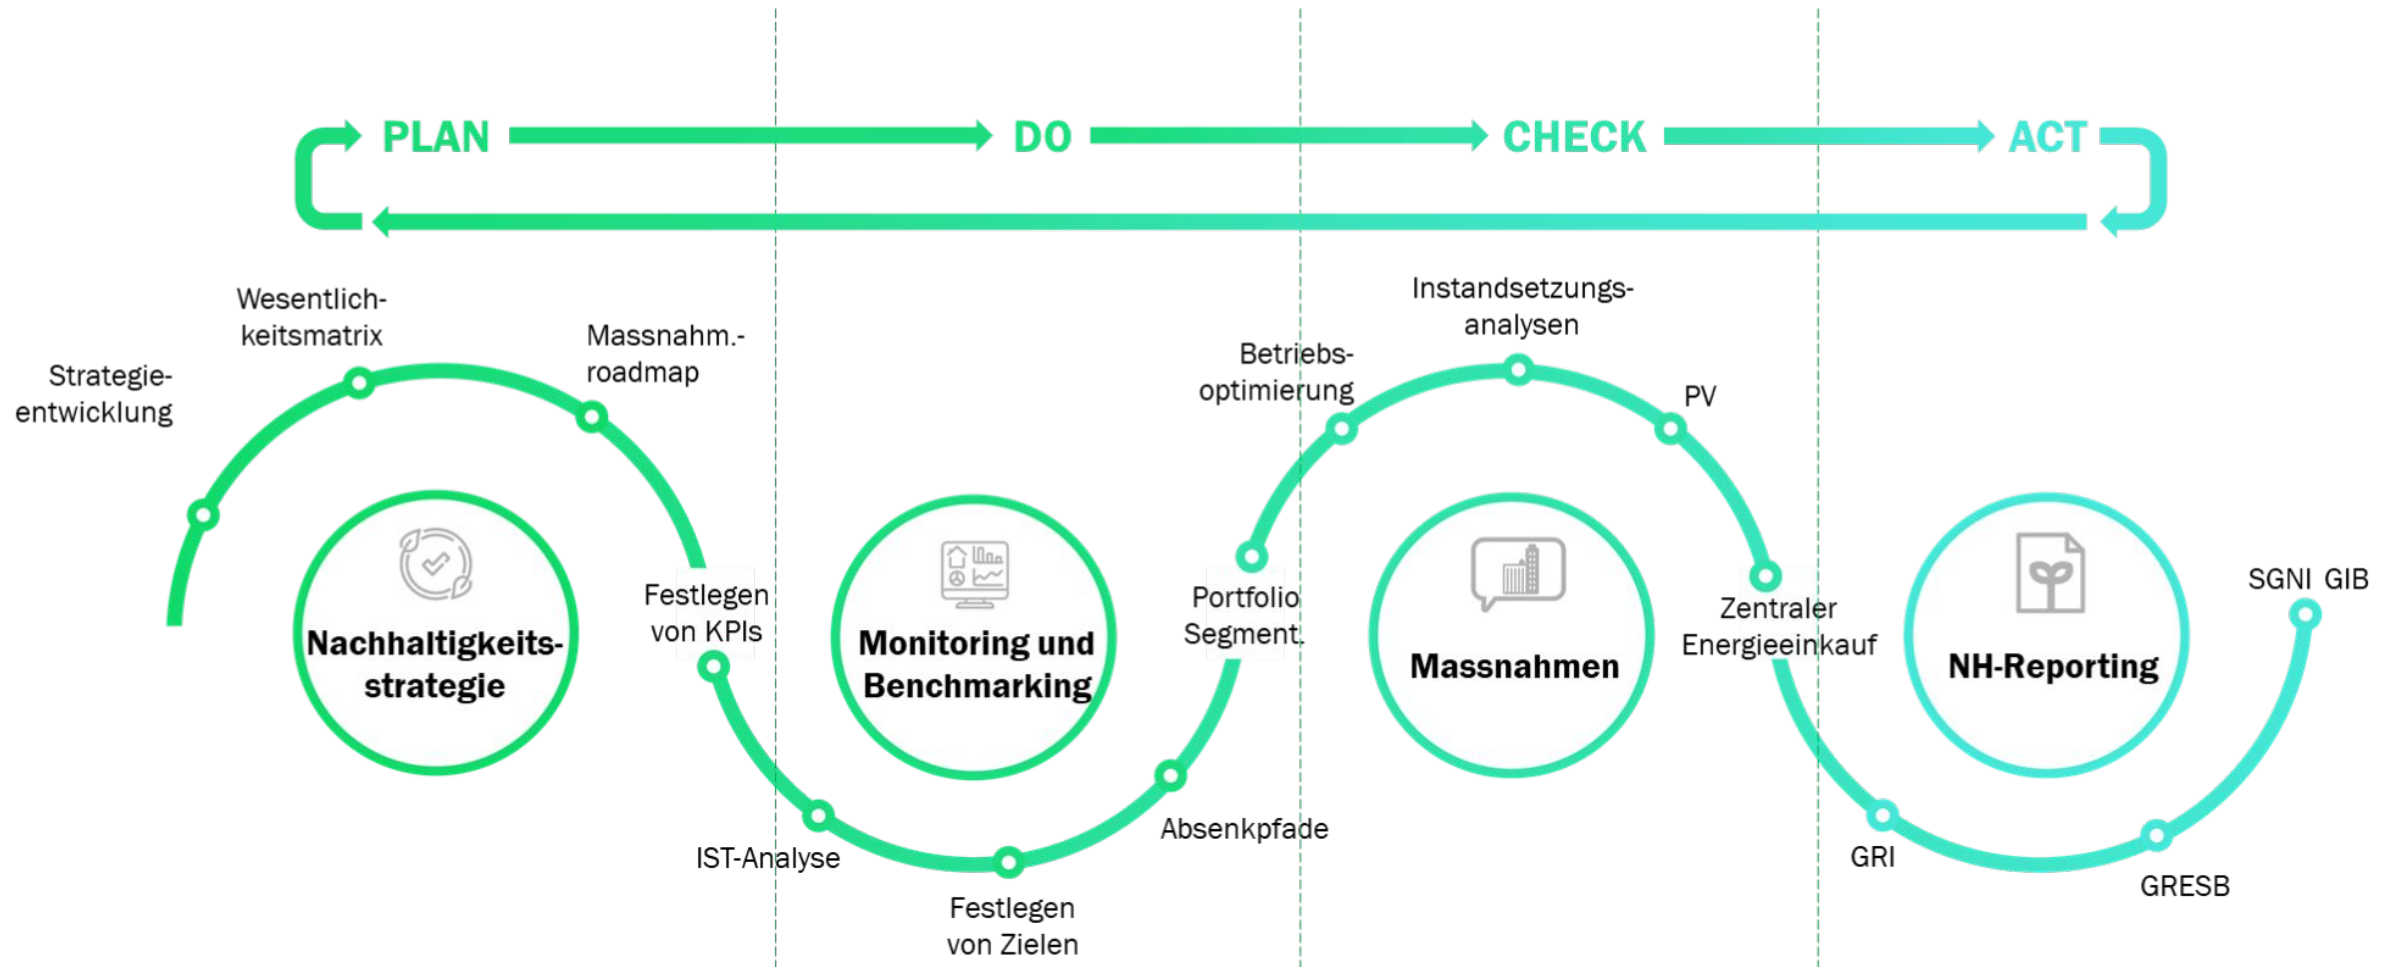 PLAN
DO
CHECK
ACT
Strategie-
entwicklung
Wesentlich-
keitsmatrix
Massnahm.-
roadmap
Nachhaltigkeits-
strategie
Festlegen
von KPIs
IST-Analyse
Festlegen
von Zielen
Absenkpfade
Monitoring und
Benchmarking
Portfolio
Segment.
Betriebs-
optimierung
Instandsetzungs-
analysen
PV
Massnahmen
Zentraler
Energieeinkauf
GRI
GRESB
NH-Reporting
SGNI GIB